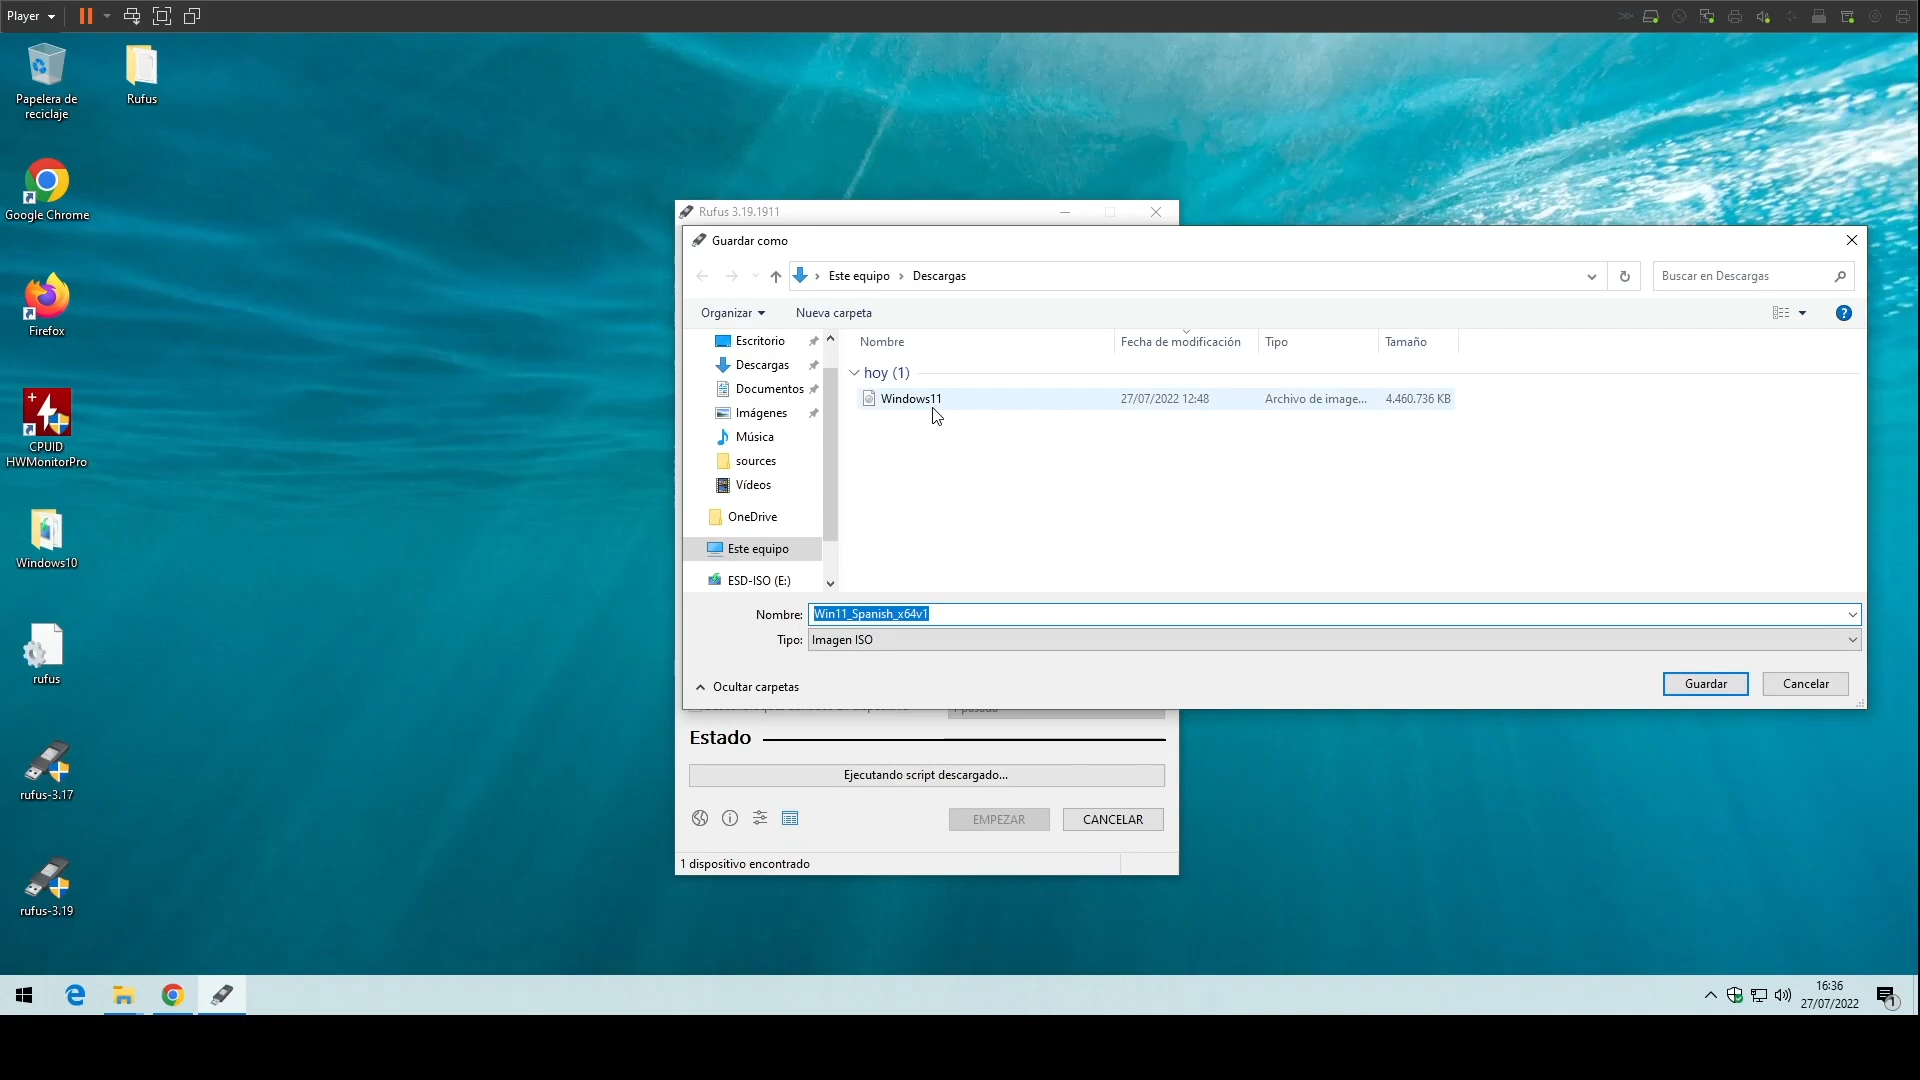 Player
Papelera de
reciclaje
Rufus
Google Chrome
Firefox
CPUID
HWMonitorPro
Windows10
rufus
rufus-3.17
rufus-3.19
Rufus 3.19.1911
Guardar como
Este equipo
Descargas
Buscar en Descargas
Organizar
Nueva carpeta
Escritorio
Descargas
Documentos
Imágenes
Música
sources
Vídeos
OneDrive
Este equipo
ESD-ISO (E:)
Nombre Fecha de modificación Tipo Tamaño
hoy (1)
Windows11 27/07/2022 12:48 Archivo de image... 4.460.736 KB
Nombre: Win11_Spanish_x64v1
Tipo: Imagen ISO
Ocultar carpetas
Guardar
Cancelar
Estado
Ejecutando script descargado...
EMPEZAR
CANCELAR
1 dispositivo encontrado
16:36
27/07/2022
1